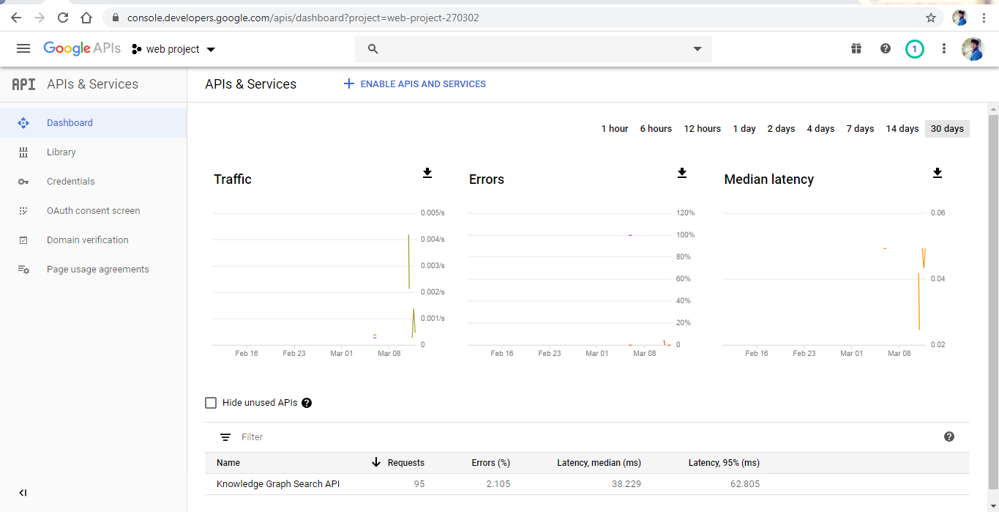 console.developers.google.com/apis/dashboard?project=web-project-270302
Google APIs web project
1
API APIs & Services
APIs & Services
ENABLE APIS AND SERVICES
Dashboard
Library
Credentials
OAuth consent screen
Domain verification
Page usage agreements
1 hour 6 hours 12 hours 1 day 2 days 4 days 7 days 14 days 30 days
Traffic
0.005/s
0.004/s
0.003/s
0.002/s
0.001/s
0
Feb 16 Feb 23 Mar 01 Mar 08
Errors
120%
100%
80%
60%
40%
20%
0
Feb 16 Feb 23 Mar 01 Mar 08
Median latency
0.06
0.04
0.02
Feb 16 Feb 23 Mar 01 Mar 08
Hide unused APIs
Filter
Name Requests Errors (%) Latency, median (ms) Latency, 95% (ms)
Knowledge Graph Search API 95 2.105 38.229 62.805